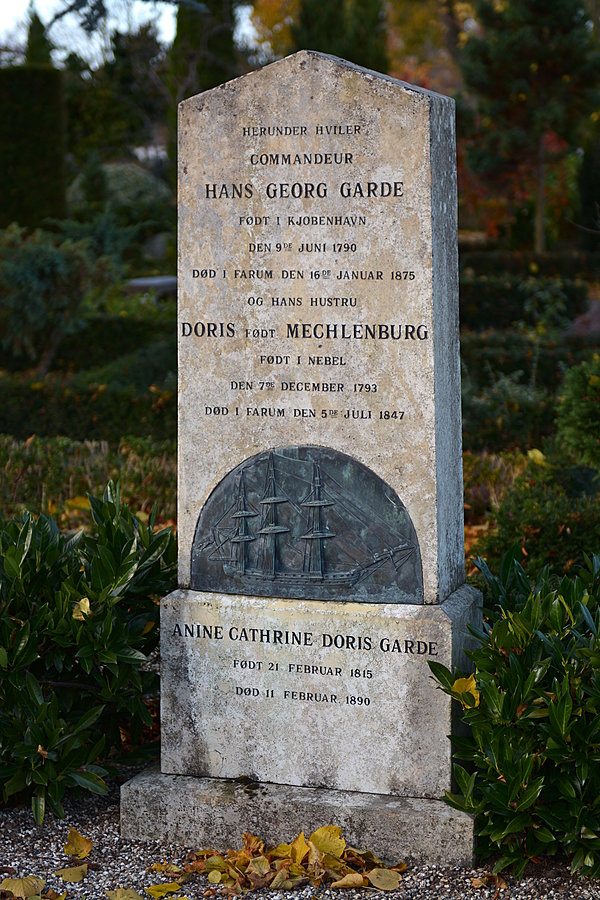 HERUNDER HVILER
COMMANDEUR
HANS GEORG GARDE
FØDT I KJØBENHAVN
DEN 9DE JUNI 1790
DØD I FARUM DEN 16DE JANUAR 1875
OG HANS HUSTRU
DORIS FØDT MECHLENBURG
FØDT I NEBEL
DEN 7DE DECEMBER 1793
DØD I FARUM DEN 5DE JULI 1847
ANINE CATHRINE DORIS GARDE
FØDT 21 FEBRUAR 1815
DØD 11 FEBRUAR 1890